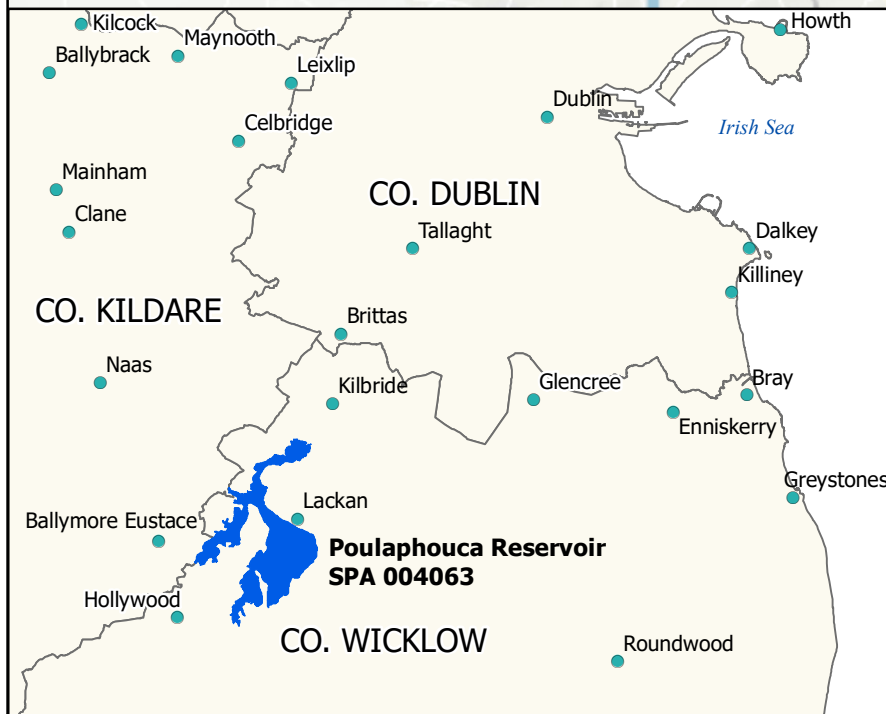 Kilcock
Howth
Maynooth
Ballybrack
Leixlip
Dublin
Celbridge
Irish Sea
Mainham
CO. DUBLIN
Clane
Tallaght
Dalkey
Killiney
CO. KILDARE
Brittas
Naas
Kilbride
Glencree
Bray
Enniskerry
Greystones
Lackan
Ballymore Eustace
Poulaphouca Reservoir
SPA 004063
Hollywood
CO. WICKLOW
Roundwood